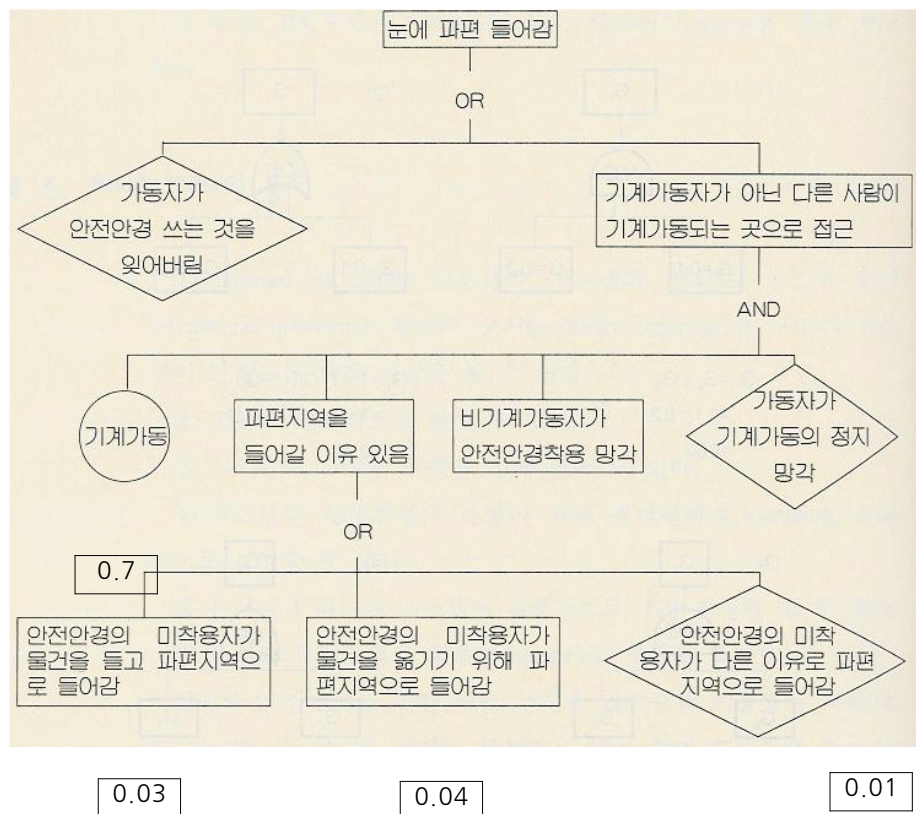 눈에 파편 들어감
OR
가동자가
안전안경 쓰는 것을
잊어버림
기계가동자가 아닌 다른 사람이
기계가동되는 곳으로 접근
AND
기계가동
파편지역을
들어갈 이유 있음
비기계가동자가
안전안경착용 망각
가동자가
기계가동의 정지
망각
OR
0.7
안전안경의 미착용자가
물건을 들고 파편지역으
로 들어감
안전안경의 미착용자가
물건을 옮기기 위해 파
편지역으로 들어감
안전안경의 미착
용자가 다른 이유로 파편
지역으로 들어감
0.03
0.04
0.01